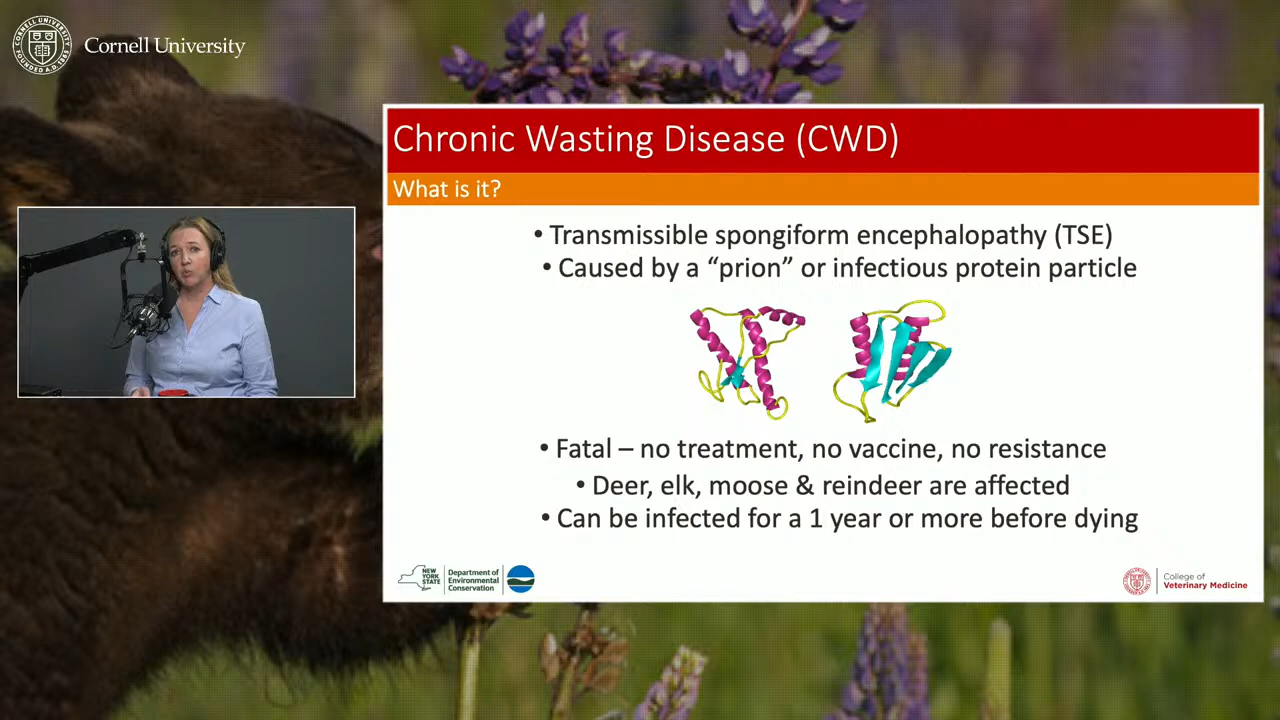 Cornell University
Chronic Wasting Disease (CWD)
What is it?
• Transmissible spongiform encephalopathy (TSE)
• Caused by a “prion” or infectious protein particle
• Fatal – no treatment, no vaccine, no resistance
• Deer, elk, moose & reindeer are affected
• Can be infected for a 1 year or more before dying
NEW
YORK
STATE
Department of
Environmental
Conservation
College of
Veterinary Medicine